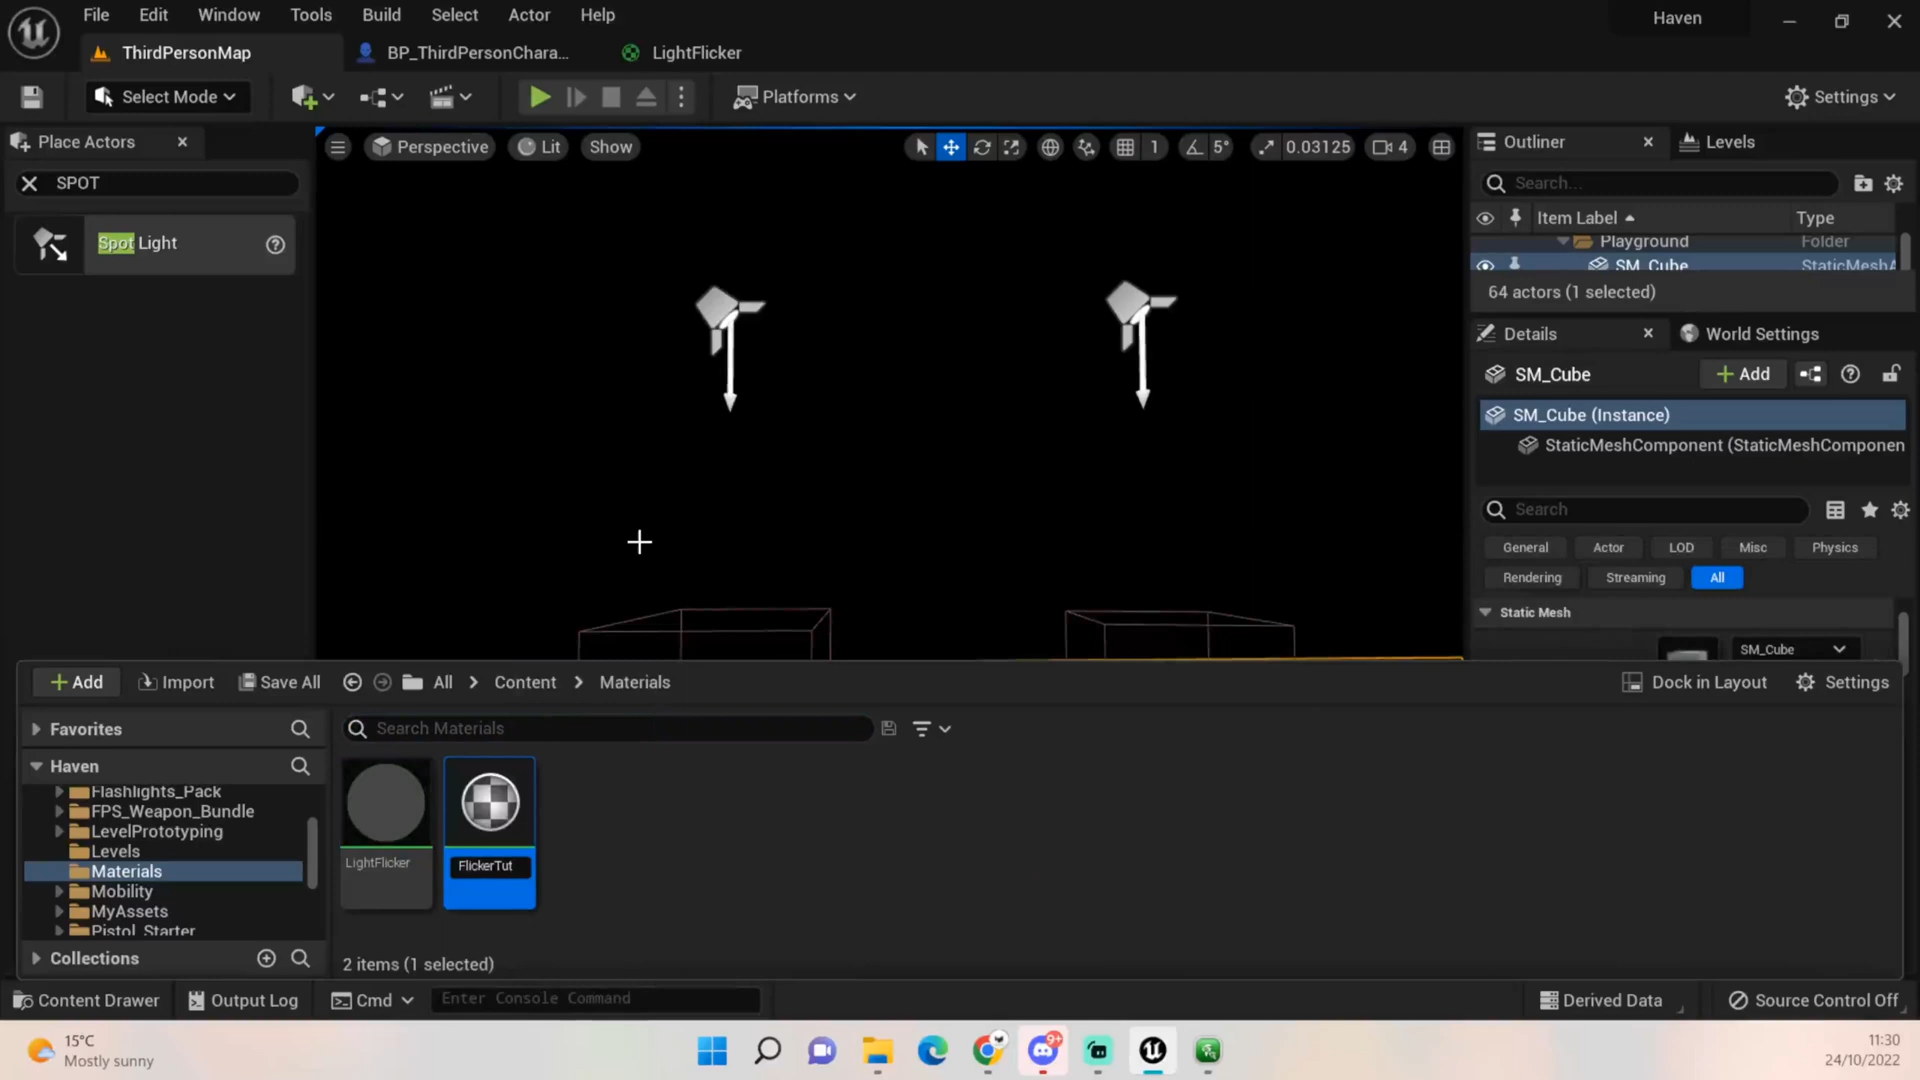 File Edit Window Tools Build Select Actor Help
Haven
ThirdPersonMap
BP_ThirdPersonChara...
LightFlicker
Select Mode
Platforms
Settings
Place Actors
SPOT
Spot Light
Perspective
Lit
Show
1
5°
0.03125
4
Outliner
Levels
Search...
Item Label
Type
Playground
Folder
SM_Cube
StaticMeshA
64 actors (1 selected)
Details
World Settings
SM_Cube
Add
SM_Cube (Instance)
StaticMeshComponent (StaticMeshComponen
Search
General
Actor
LOD
Misc
Physics
Rendering
Streaming
All
Static Mesh
SM_Cube
Add
Import
Save All
All
Content
Materials
Dock in Layout
Settings
Favorites
Search Materials
Haven
Flashlights_Pack
FPS_Weapon_Bundle
LevelPrototyping
Levels
Materials
Mobility
MyAssets
Pistol_Starter
Collections
LightFlicker
FlickerTut
2 items (1 selected)
Content Drawer
Output Log
Cmd
Enter Console Command
Derived Data
Source Control Off
15°C
Mostly sunny
9+
11:30
24/10/2022